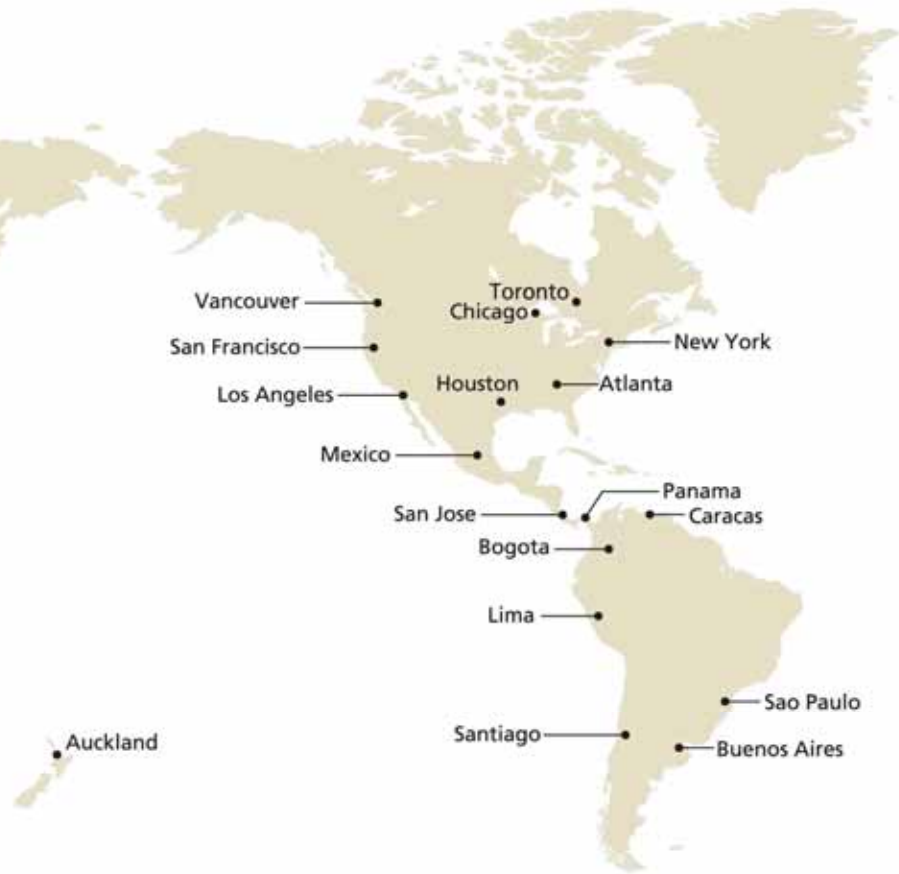 Toronto
Vancouver
Chicago
New York
San Francisco
Houston
Atlanta
Los Angeles
Mexico
Panama
San Jose
Caracas
Bogota
Lima
Sao Paulo
Santiago
Auckland
Buenos Aires